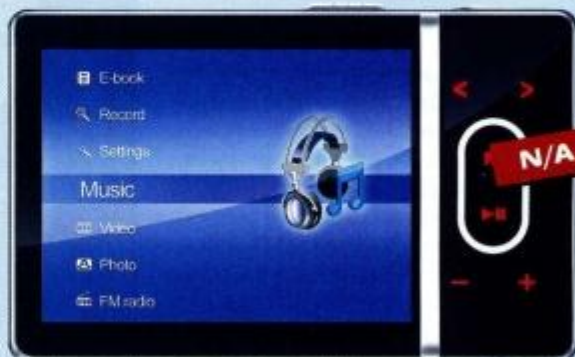 E-book
Record
Settings
Music
Video
Photo
FM radio
N/A